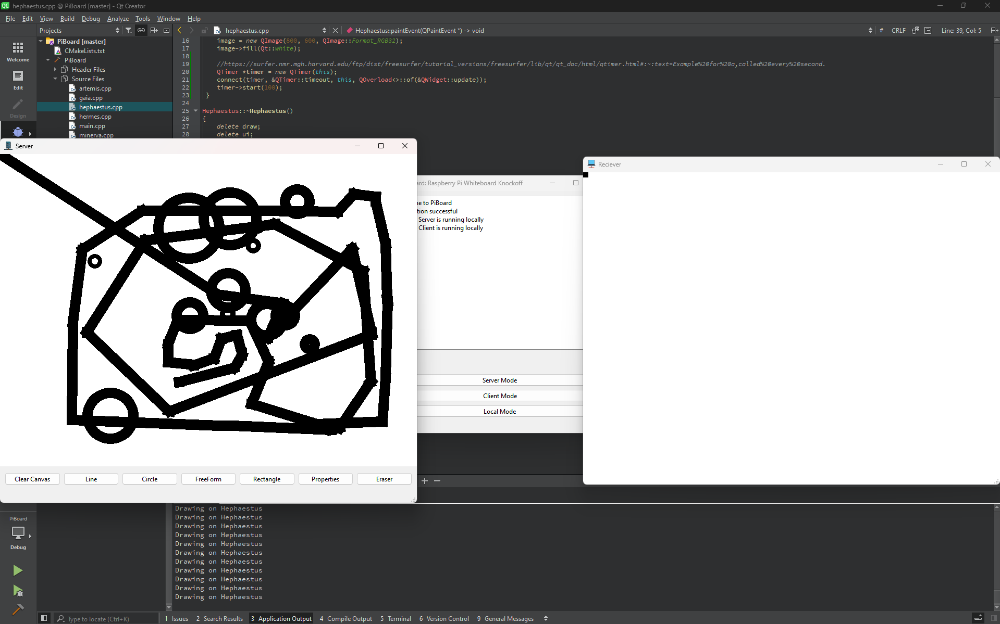 hephaestus.cpp @ PiBoard [master] - Qt Creator
File Edit View Build Debug Analyze Tools Window Help
Projects
hephaestus.cpp
Hephaestus::paintEvent(QPaintEvent *) -> void
# CRLF Line: 39, Col: 5
Welcome
Edit
Design
PiBoard [master]
CMakeLists.txt
PiBoard
Header Files
Source Files
artemis.cpp
gaia.cpp
hephaestus.cpp
hermes.cpp
main.cpp
minerva.cpp
16 image = new QImage(800, 600, QImage::Format_RGB32);
17 image->fill(Qt::white);
18
19 //https://surfer.nmr.mgh.harvard.edu/ftp/dist/freesurfer/tutorial_versions/freesurfer/lib/qt/qt_doc/html/qtimer.html#:~:text=Example%20for%20a,called%20every%20second.
20 QTimer *timer = new QTimer(this);
21 connect(timer, &QTimer::timeout, this, QOverload<>::of(&QWidget::update));
22 timer->start(100);
23 }
24
25 Hephaestus::~Hephaestus()
26 {
27 delete draw;
28 delete ui;
Server
Clear Canvas Line Circle FreeForm Rectangle Properties Eraser
ard: Raspberry Pi Whiteboard Knockoff
ne to PiBoard
tion successful
Server is running locally
Client is running locally
Server Mode
Client Mode
Local Mode
Reciever
Drawing on Hephaestus
Drawing on Hephaestus
Drawing on Hephaestus
Drawing on Hephaestus
Drawing on Hephaestus
Drawing on Hephaestus
Drawing on Hephaestus
Drawing on Hephaestus
Drawing on Hephaestus
Drawing on Hephaestus
Drawing on Hephaestus
PiBoard
Debug
Type to locate (Ctrl+K)
1 Issues 2 Search Results 3 Application Output 4 Compile Output 5 Terminal 6 Version Control 9 General Messages